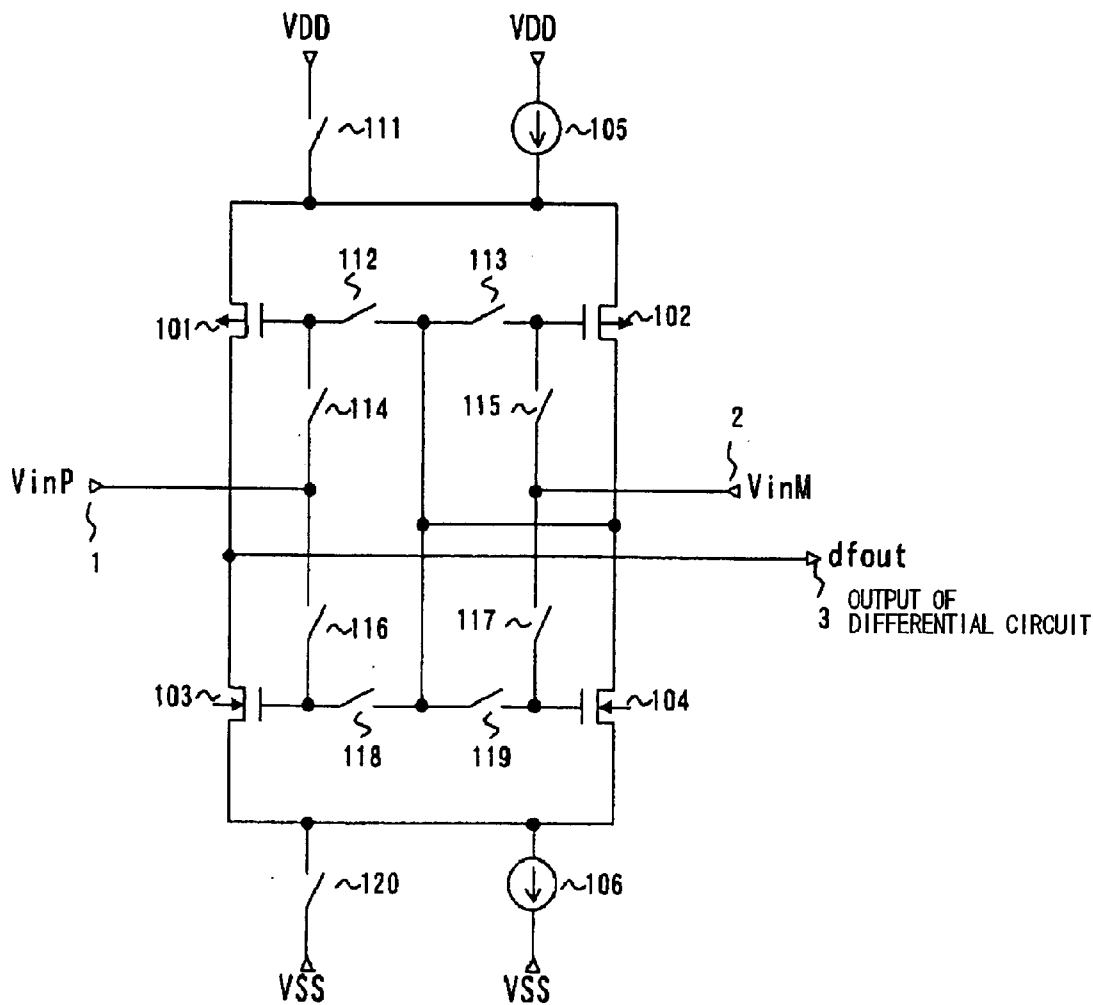 VDD VDD
~111 ~105
112 113
101~ ~102
~114 115~
2
VinP VinM
1
dfout
3 OUTPUT OF
DIFFERENTIAL CIRCUIT
~116 117~
103~ ~104
118 119
~120 ~106
VSS VSS